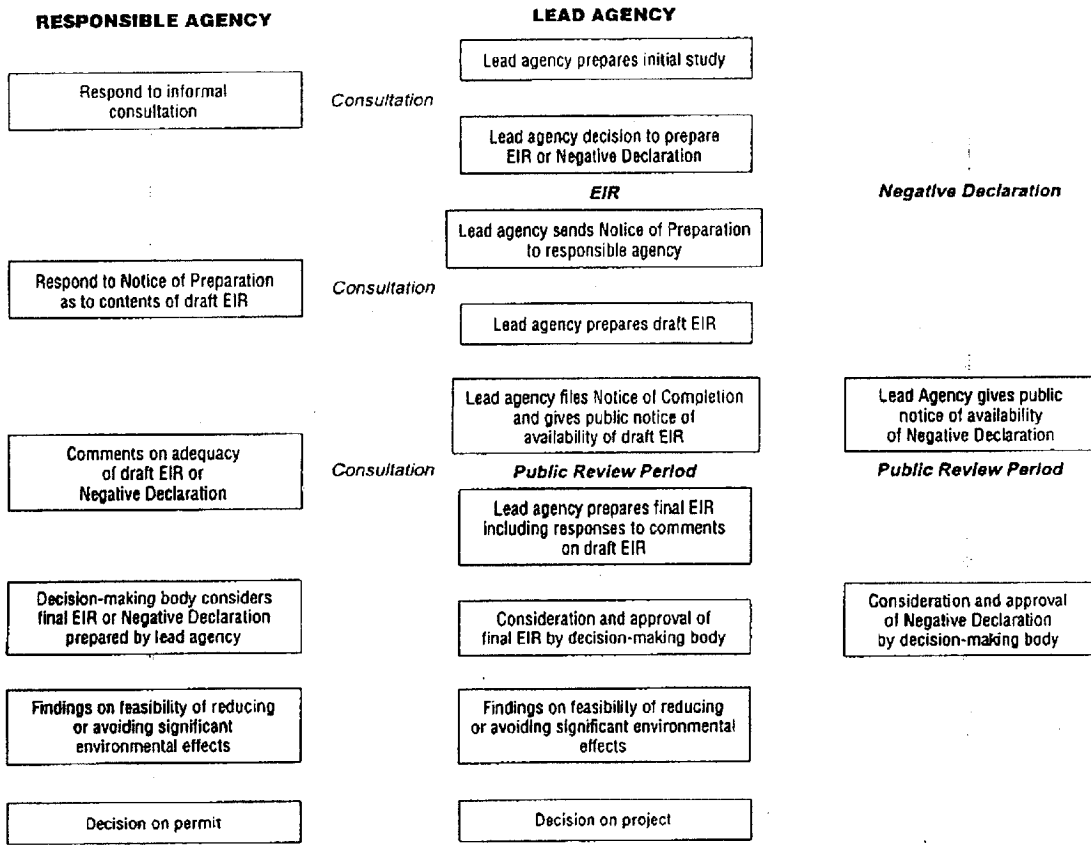 RESPONSIBLE AGENCY
LEAD AGENCY
Lead agency prepares initial study
Respond to informal
consultation
Consultation
Lead agency decision to prepare
EIR or Negative Declaration
EIR
Negative Declaration
Lead agency sends Notice of Preparation
to responsible agency
Respond to Notice of Preparation
as to contents of draft EIR
Consultation
Lead agency prepares draft EIR
Lead agency files Notice of Completion
and gives public notice of
availability of draft EIR
Lead Agency gives public
notice of availability
of Negative Declaration
Comments on adequacy
of draft EIR or
Negative Declaration
Consultation
Public Review Period
Public Review Period
Lead agency prepares final EIR
including responses to comments
on draft EIR
Decision-making body considers
final EIR or Negative Declaration
prepared by lead agency
Consideration and approval of
final EIR by decision-making body
Consideration and approval
of Negative Declaration
by decision-making body
Findings on feasibility of reducing
or avoiding significant
environmental effects
Findings on feasibility of reducing
or avoiding significant environmental
effects
Decision on permit
Decision on project